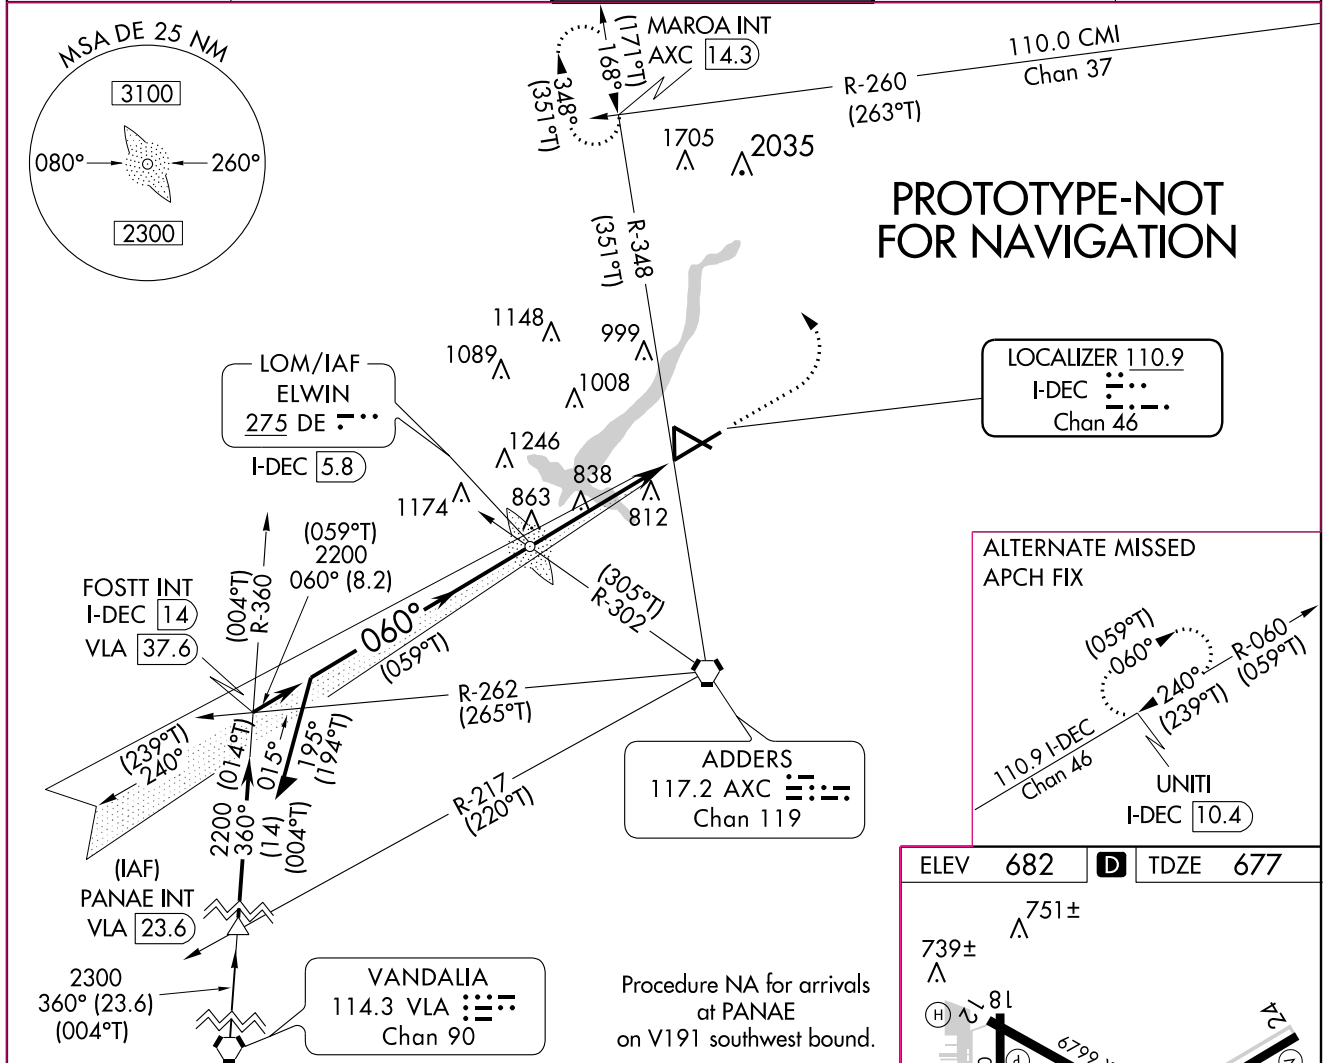 MSA DE 25 NM
3100
080°
260°
2300
MAROA INT
AXC 14.3
(171°T)
168°
348°
(351°T)
110.0 CMI
Chan 37
R-260
(263°T)
1705
2035
PROTOTYPE-NOT
FOR NAVIGATION
R-348
(351°T)
1148
999
1089
1008
LOM/IAF
ELWIN
275 DE
I-DEC 5.8
LOCALIZER 110.9
I-DEC
Chan 46
1246
838
1174
863
812
(059°T)
2200
060° (8.2)
FOSTT INT
I-DEC 14
VLA 37.6
(004°T)
R-360
060°
(059°T)
(305°T)
R-302
R-262
(265°T)
(239°T)
240°
(014°T)
015°
195°
(194°T)
R-217
(220°T)
2200
360°
(14)
(004°T)
ADDERS
117.2 AXC
Chan 119
ALTERNATE MISSED
APCH FIX
(059°T)
060°
R-060
(059°T)
240°
(239°T)
110.9 I-DEC
Chan 46
UNITI
I-DEC 10.4
(IAF)
PANAE INT
VLA 23.6
2300
360° (23.6)
(004°T)
VANDALIA
114.3 VLA
Chan 90
Procedure NA for arrivals
at PANAE
on V191 southwest bound.
ELEV 682 D TDZE 677
751±
739±
H
12
18
24
6799
P